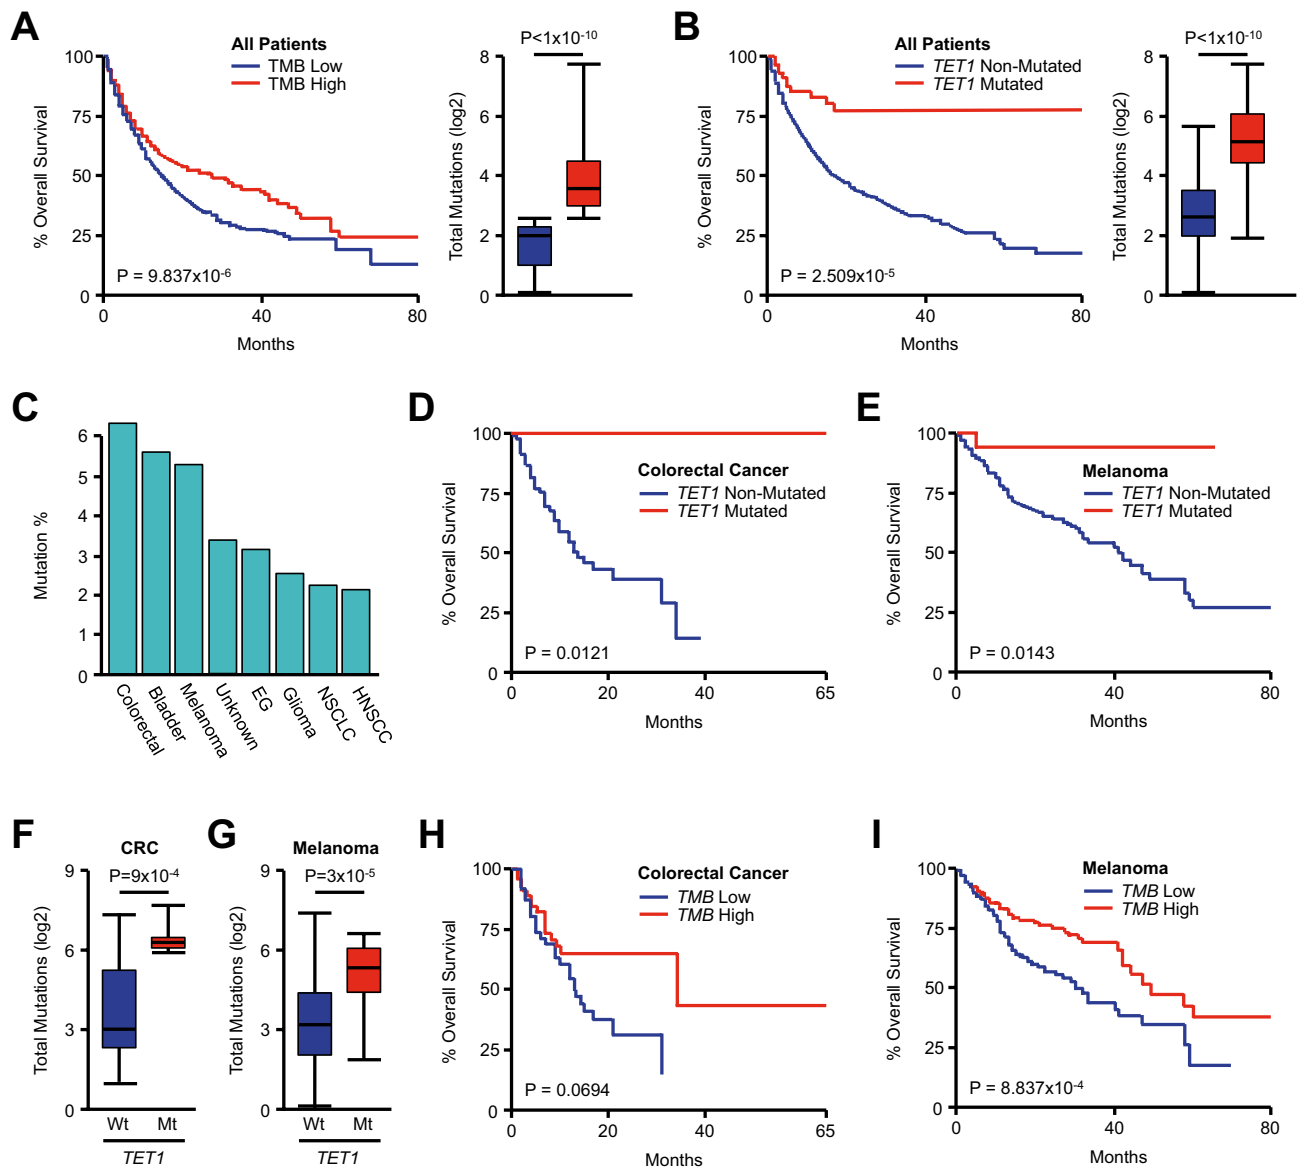 A
All Patients
TMB Low
TMB High
100
75
50
25
0
% Overall Survival
P = 9.837x10-6
0 40 80
Months
P<1x10-10
8
6
4
2
0
Total Mutations (log2)
B
All Patients
TET1 Non-Mutated
TET1 Mutated
100
75
50
25
0
% Overall Survival
P = 2.509x10-5
0 40 80
Months
P<1x10-10
8
6
4
2
0
Total Mutations (log2)
C
6
5
4
3
2
1
0
Mutation %
Colorectal
Bladder
Melanoma
Unknown
EG
Glioma
NSCLC
HNSCC
D
100
75
50
25
0
% Overall Survival
Colorectal Cancer
TET1 Non-Mutated
TET1 Mutated
P = 0.0121
0 20 40 65
Months
E
100
75
50
25
0
% Overall Survival
Melanoma
TET1 Non-Mutated
TET1 Mutated
P = 0.0143
0 40 80
Months
F
CRC
P=9x10-4
9
6
3
0
Total Mutations (log2)
Wt Mt
TET1
G
Melanoma
P=3x10-5
9
6
3
0
Total Mutations (log2)
Wt Mt
TET1
H
100
75
50
25
0
% Overall Survival
Colorectal Cancer
TMB Low
TMB High
P = 0.0694
0 20 40 65
Months
I
100
75
50
25
0
% Overall Survival
Melanoma
TMB Low
TMB High
P = 8.837x10-4
0 40 80
Months